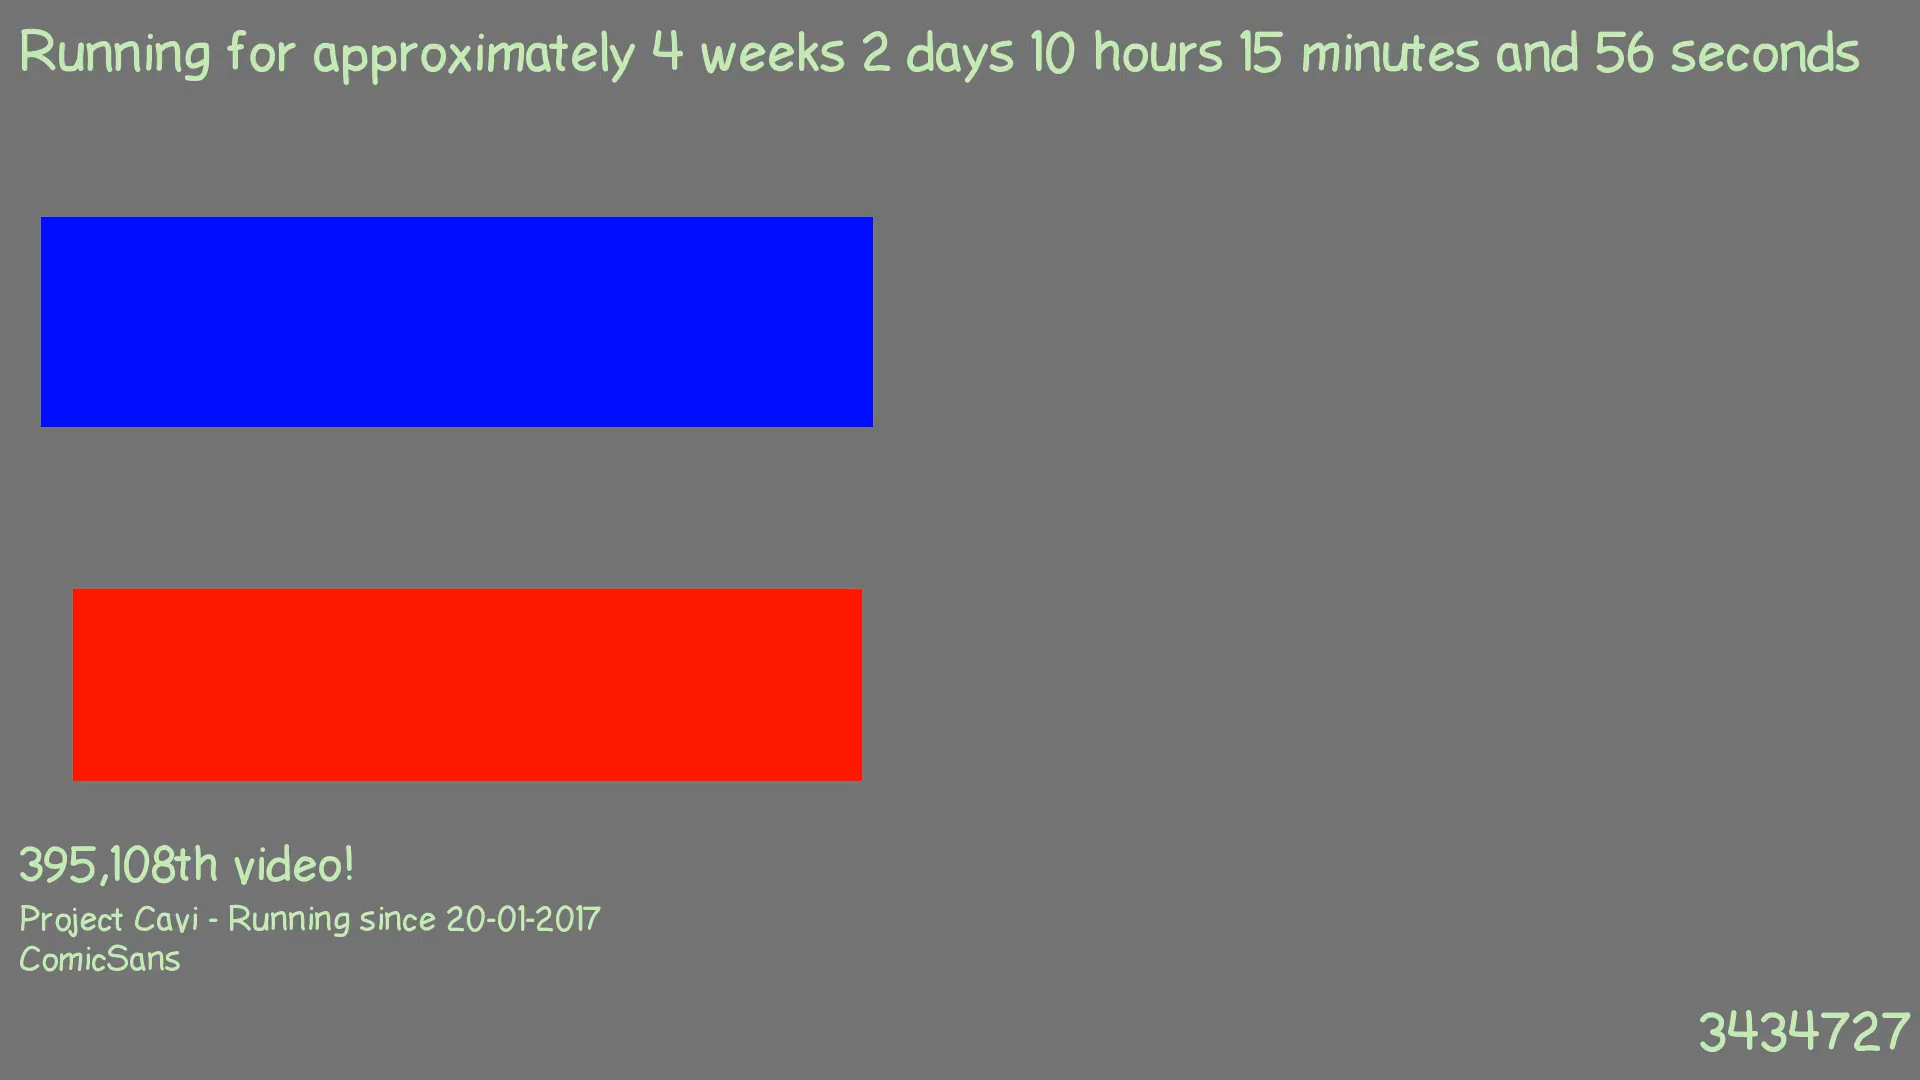 Running for approximately 4 weeks 2 days 10 hours 15 minutes and 56 seconds
395,108th video!
Project Cavi - Running since 20-01-2017
ComicSans
3434727